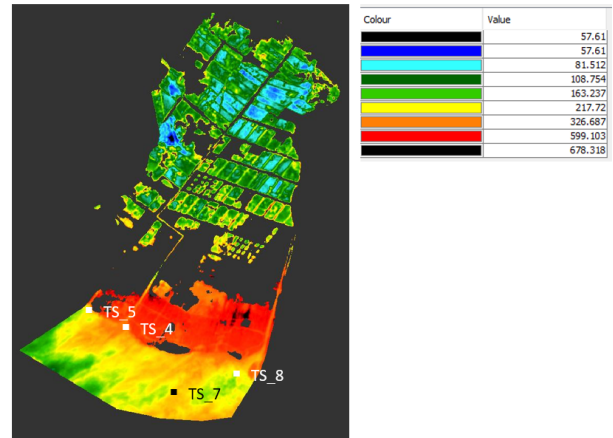 Colour Value
57.61
57.61
81.512
108.754
163.237
217.72
326.687
599.103
678.318
TS_5
TS_4
TS_8
TS_7